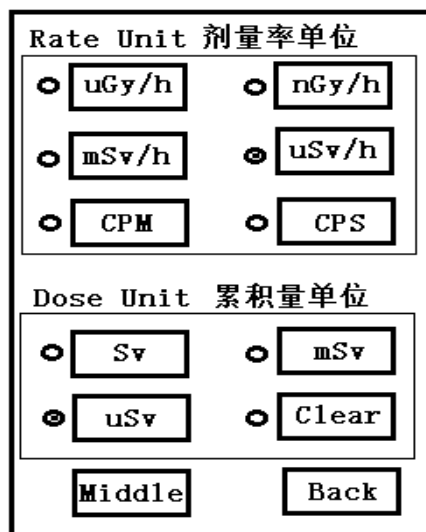 Rate Unit 剂量率单位
uGy/h nGy/h
mSv/h uSv/h
CPM CPS
Dose Unit 累积量单位
Sv mSv
uSv Clear
Middle Back